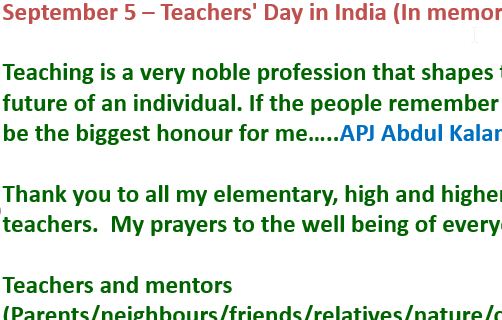 September 5 – Teachers' Day in India (In memor
Teaching is a very noble profession that shapes
future of an individual. If the people remember
be the biggest honour for me…..APJ Abdul Kalam
Thank you to all my elementary, high and higher
teachers. My prayers to the well being of every
Teachers and mentors
(Parents/neighbours/friends/relatives/nature/